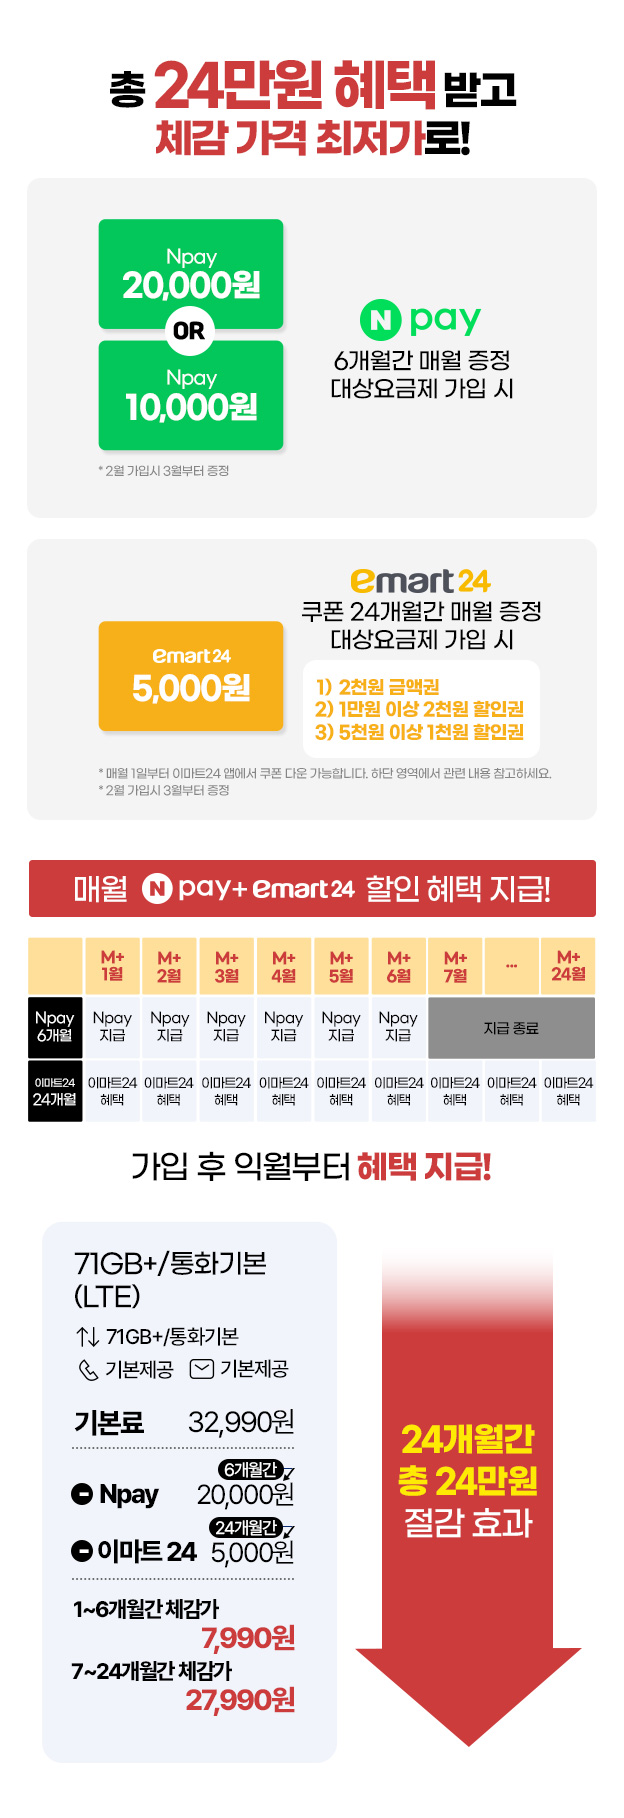 총 24만원 혜택 받고
체감 가격 최저가로!
Npay
20,000원
OR
Npay
10,000원
N pay
6개월간 매월 증정
대상요금제 가입 시
* 2월 가입시 3월부터 증정
emart24
쿠폰 24개월간 매월 증정
대상요금제 가입 시
emart24
5,000원
1) 2천원 금액권
2) 1만원 이상 2천원 할인권
3) 5천원 이상 1천원 할인권
* 매월 1일부터 이마트24 앱에서 쿠폰 다운 가능합니다. 하단 영역에서 관련 내용 참고하세요.
* 2월 가입시 3월부터 증정
매월 N pay+emart24 할인 혜택 지급!
M+ M+ M+ M+ M+ M+ M+ ... M+
1월 2월 3월 4월 5월 6월 7월 24월
Npay Npay Npay Npay Npay Npay Npay
6개월 지급 지급 지급 지급 지급 지급 지급 종료
이마트24 이마트24 이마트24 이마트24 이마트24 이마트24 이마트24 이마트24 이마트24 이마트24
24개월 혜택 혜택 혜택 혜택 혜택 혜택 혜택 혜택 혜택
가입 후 익월부터 혜택 지급!
71GB+/통화기본
(LTE)
71GB+/통화기본
기본제공 기본제공
기본료 32,990원
6개월간
Npay 20,000원
24개월간
이마트 24 5,000원
1~6개월간 체감가
7,990원
7~24개월간 체감가
27,990원
24개월간
총 24만원
절감 효과